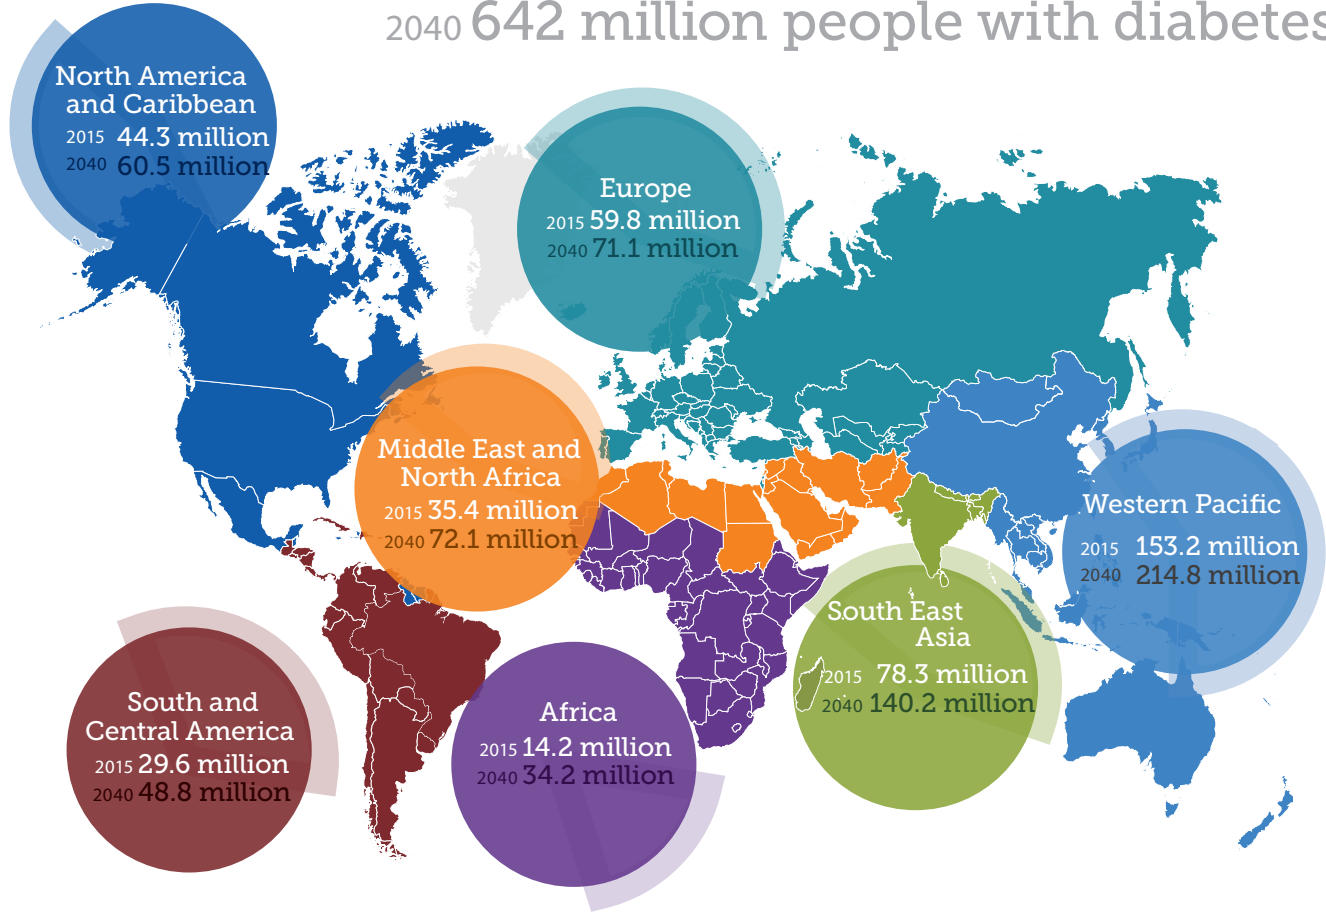 2040 642 million people with diabetes
North America
and Caribbean
2015 44.3 million
2040 60.5 million
Europe
2015 59.8 million
2040 71.1 million
Middle East and
North Africa
2015 35.4 million
2040 72.1 million
Western Pacific
2015 153.2 million
2040 214.8 million
South East
Asia
2015 78.3 million
2040 140.2 million
South and
Central America
2015 29.6 million
2040 48.8 million
Africa
2015 14.2 million
2040 34.2 million